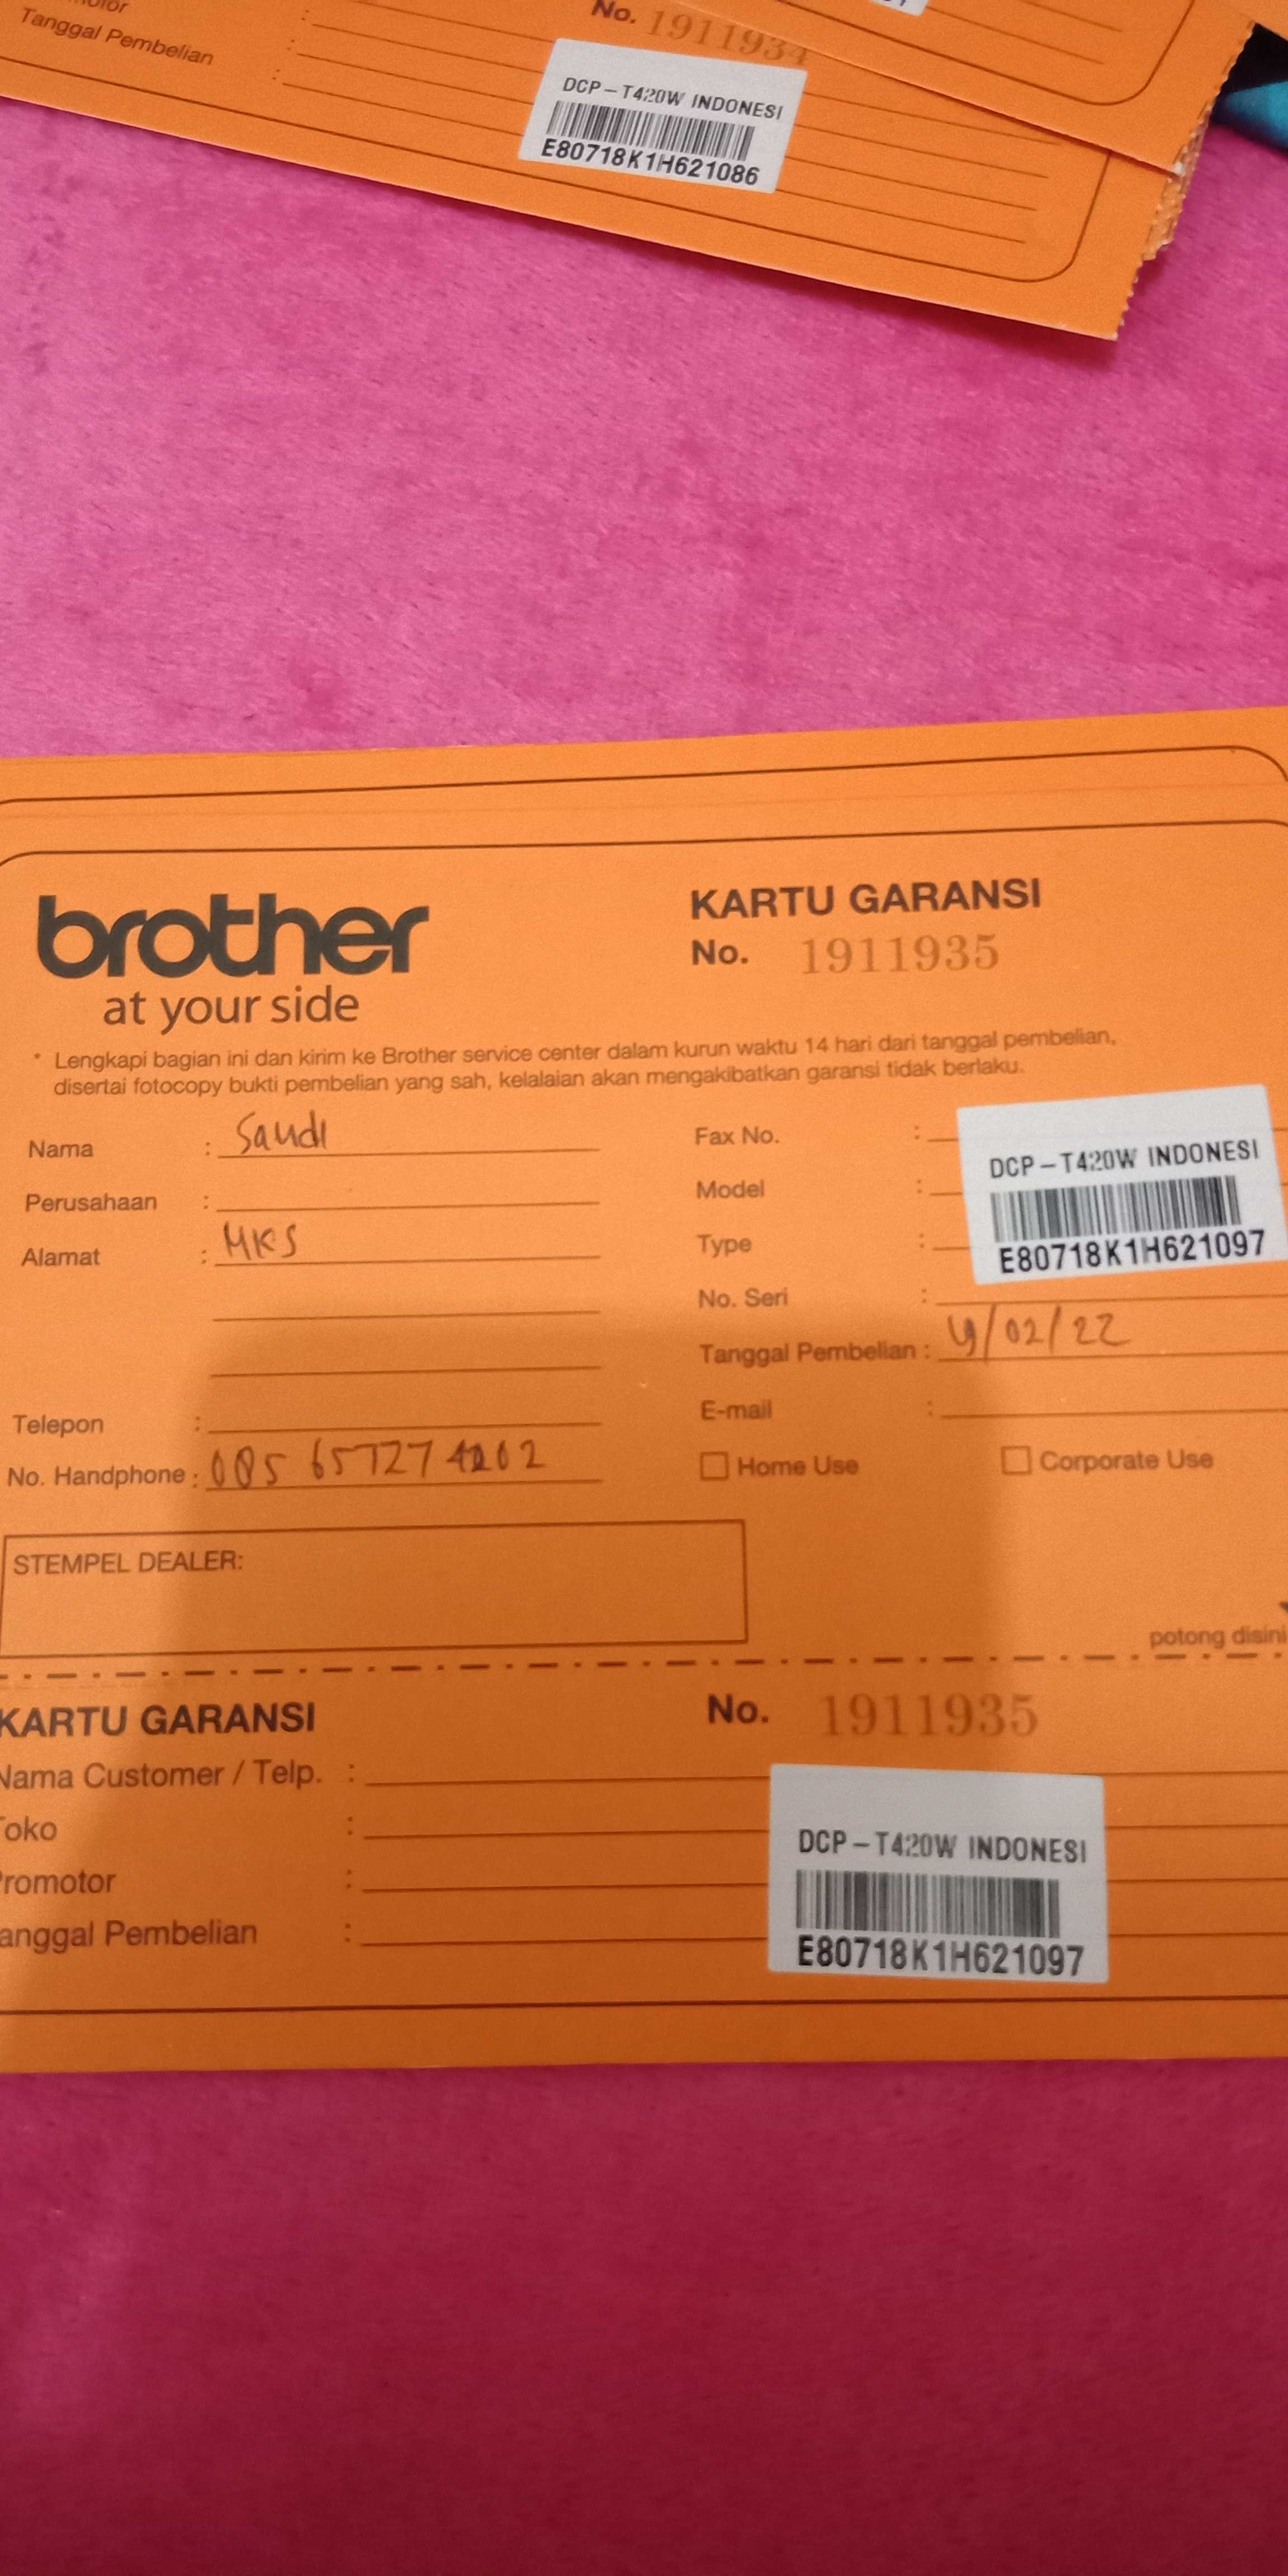 Tanggal Pembelian :
No. 1911934
DCP-T420W INDONESI
E80718K1H621086
brother
at your side
KARTU GARANSI
No. 1911935
* Lengkapi bagian ini dan kirim ke Brother service center dalam kurun waktu 14 hari dari tanggal pembelian,
disertai fotocopy bukti pembelian yang sah, kelalaian akan mengakibatkan garansi tidak berlaku.
Nama : Saudi
Perusahaan :
Alamat : MKS
Telepon :
No. Handphone :
Fax No. :
Model :
Type :
No. Seri :
DCP-T420W INDONESI
E80718K1H621097
Tanggal Pembelian : /02/22
E-mail :
Home Use
Corporate Use
STEMPEL DEALER:
potong disini
KARTU GARANSI
No. 1911935
Nama Customer / Telp. :
Toko :
Promotor :
Tanggal Pembelian :
DCP-T420W INDONESI
E80718K1H621097